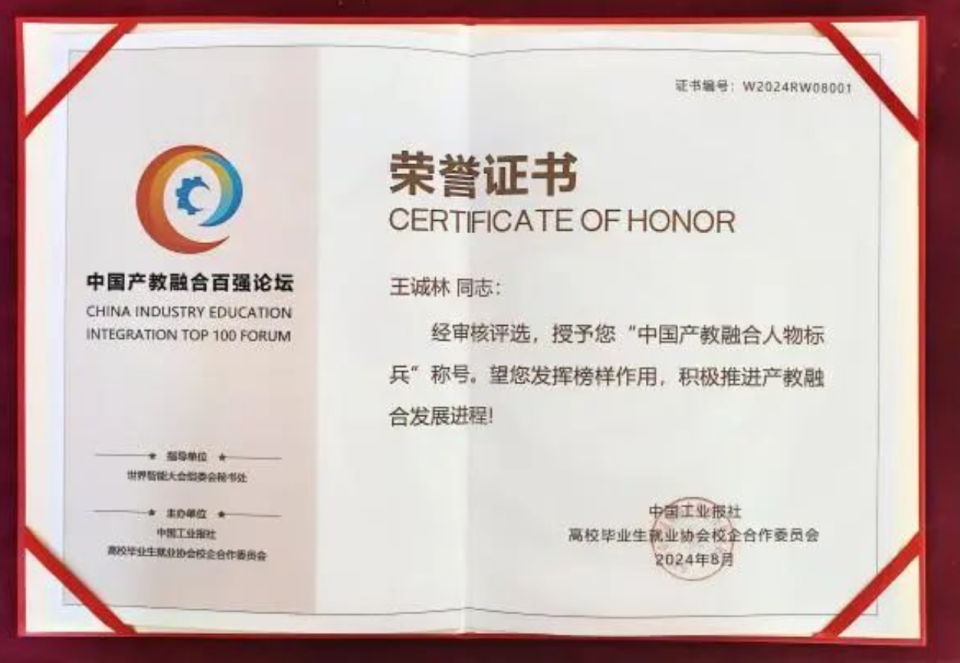 证书编号：W2024RW08001
中国产教融合百强论坛
CHINA INDUSTRY EDUCATION
INTEGRATION TOP 100 FORUM
★ 指导单位 ★
世界智能大会组委会秘书处
★ 主办单位 ★
中国工业报社
高校毕业生就业协会校企合作委员会
荣誉证书
CERTIFICATE OF HONOR
王诚林 同志：
经审核评选，授予您“中国产教融合人物标
兵”称号。望您发挥榜样作用，积极推进产教融
合发展进程!
中国工业报社
高校毕业生就业协会校企合作委员会
2024年8月